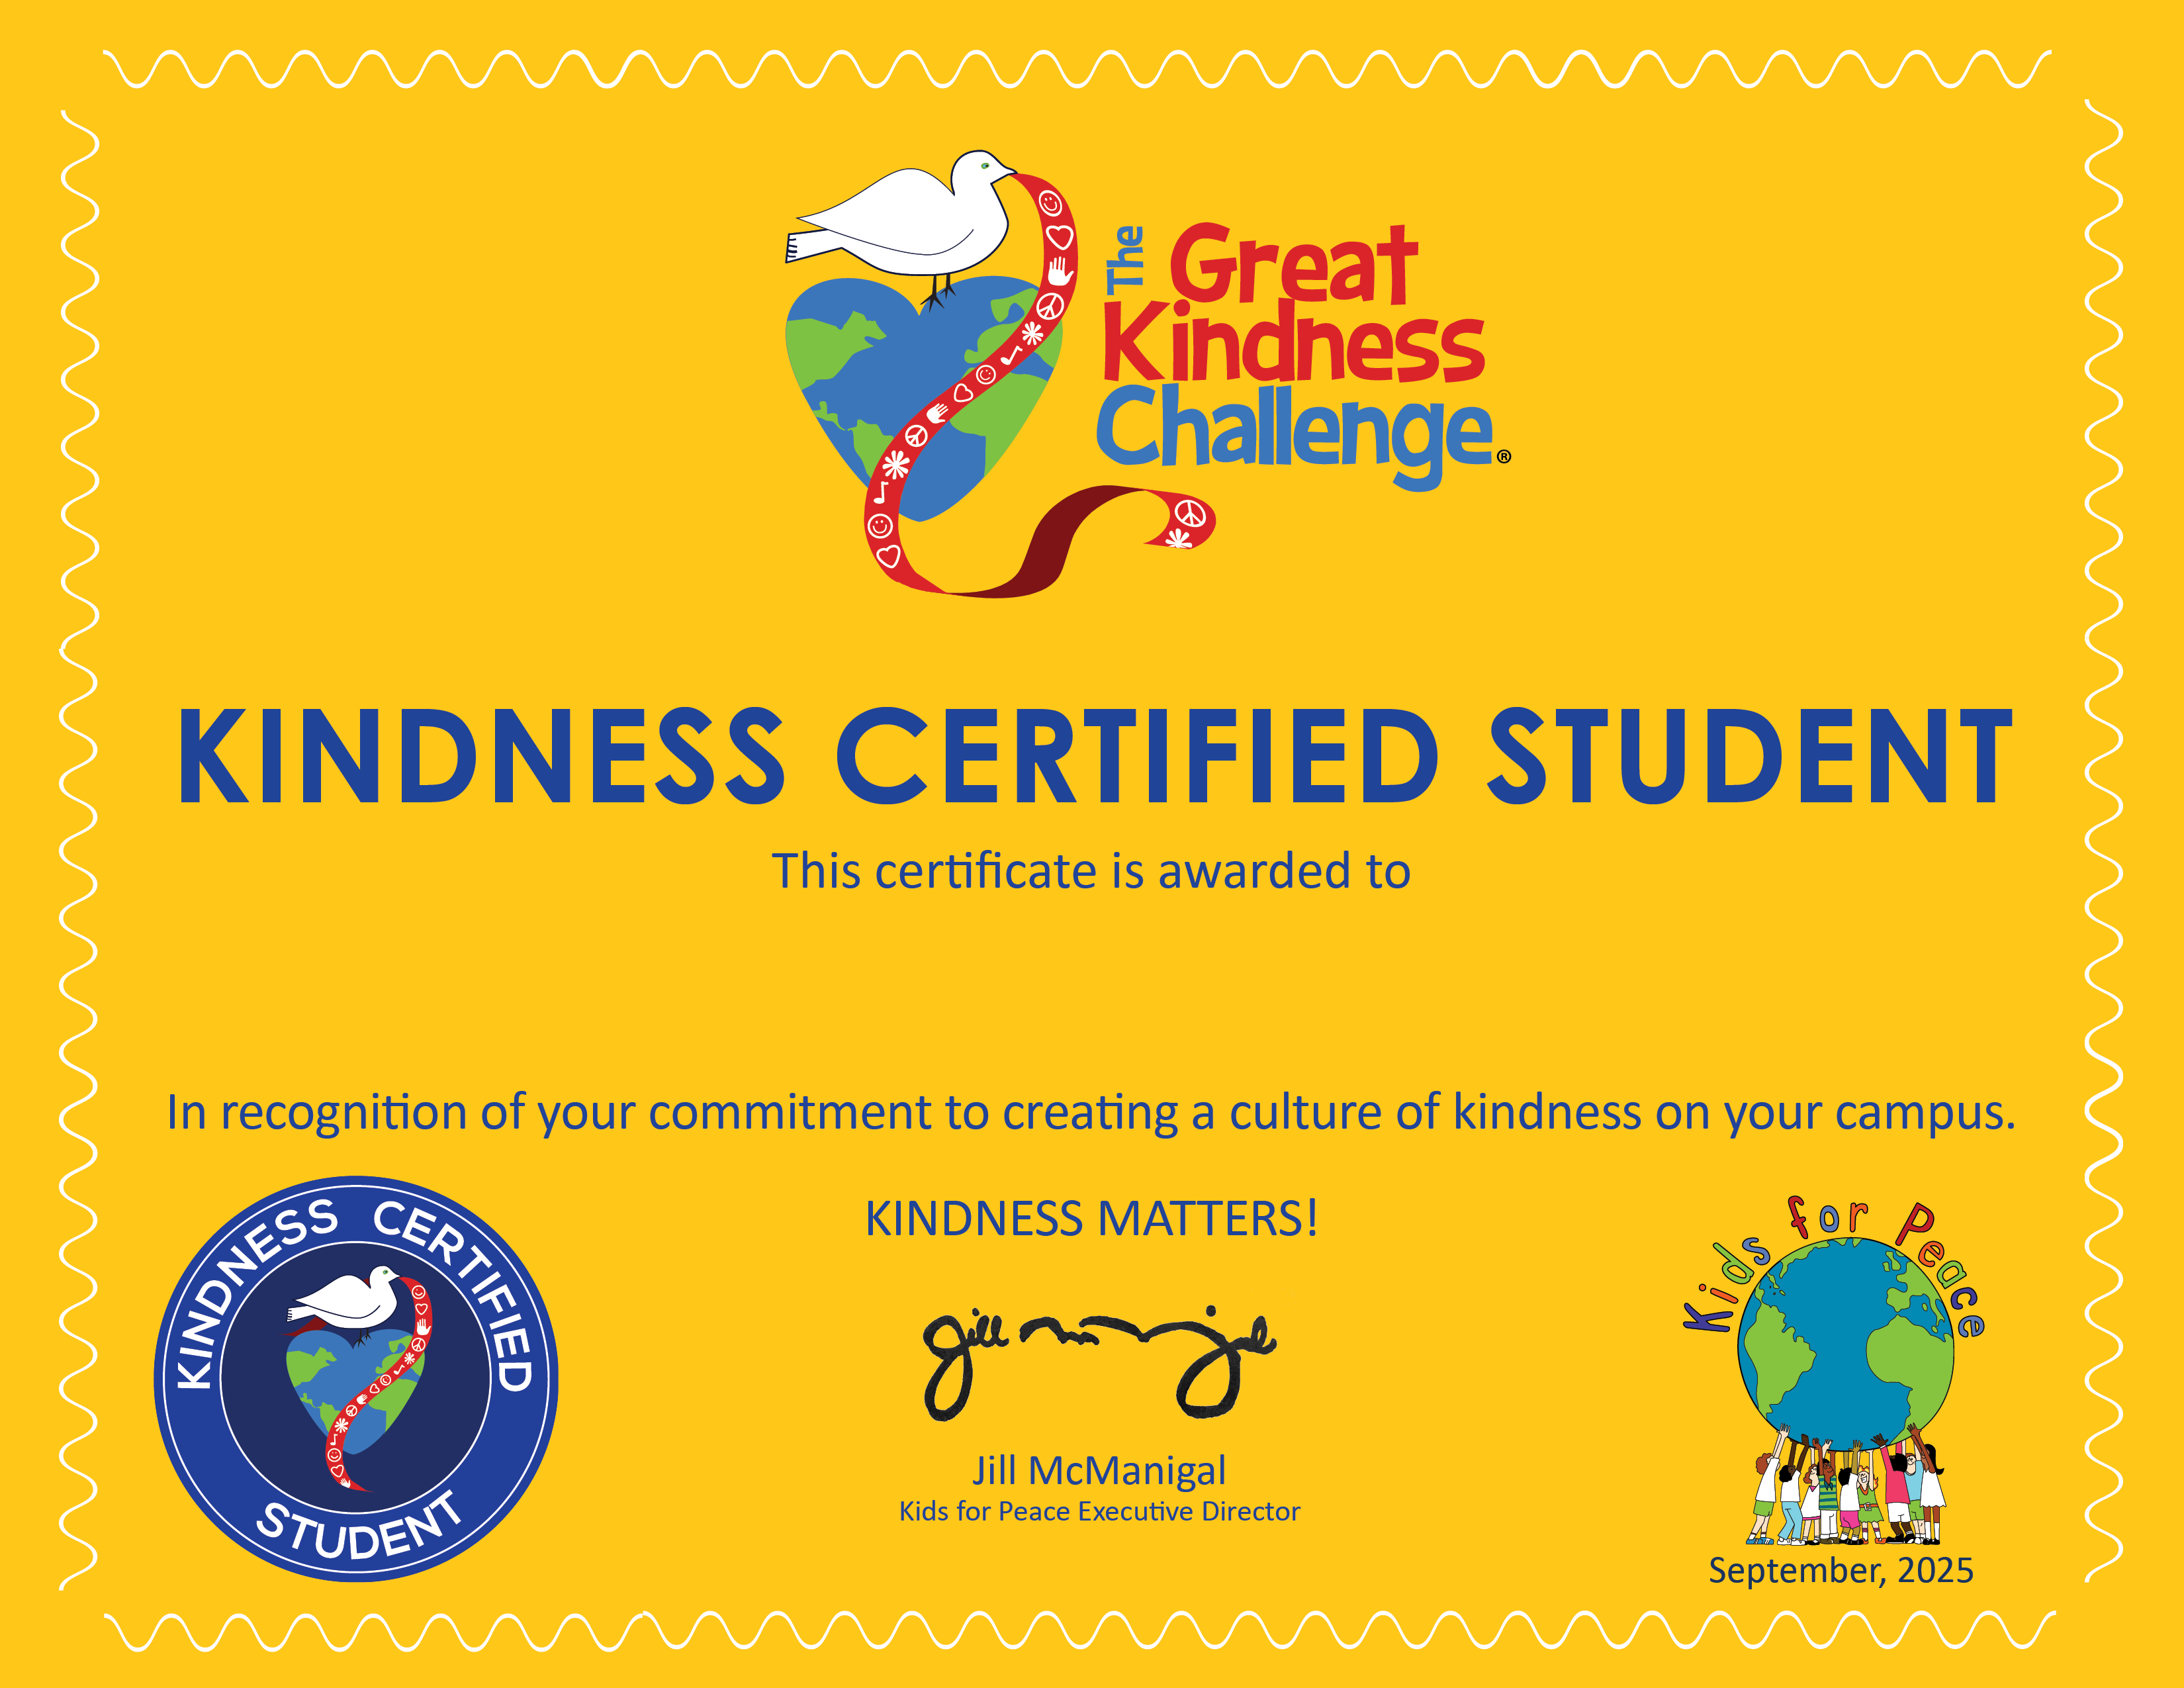 The Great
Kindness
Challenge®
KINDNESS CERTIFIED STUDENT
This certificate is awarded to
In recognition of your commitment to creating a culture of kindness on your campus.
KINDNESS CERTIFIED
STUDENT
KINDNESS MATTERS!
Jill McManigal
Kids for Peace Executive Director
Kids for Peace
September, 2025